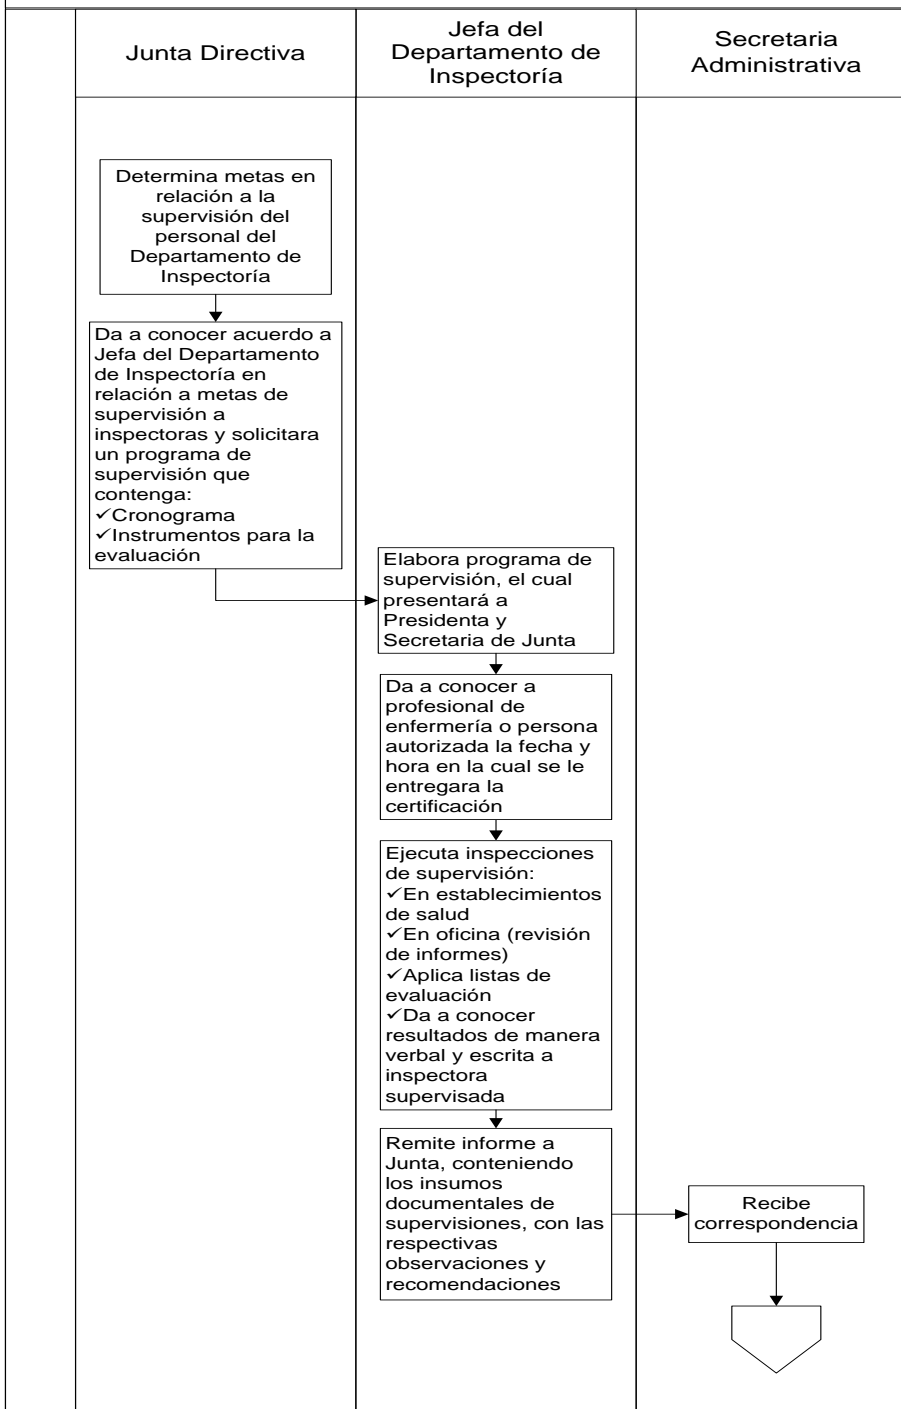 Junta Directiva
Jefa del
Departamento de
Inspectoría
Secretaria
Administrativa
Determina metas en
relación a la
supervisión del
personal del
Departamento de
Inspectoría
Da a conocer acuerdo a
Jefa del Departamento
de Inspectoría en
relación a metas de
supervisión a
inspectoras y solicitara
un programa de
supervisión que
contenga:
✓Cronograma
✓Instrumentos para la
evaluación
Elabora programa de
supervisión, el cual
presentará a
Presidenta y
Secretaria de Junta
Da a conocer a
profesional de
enfermería o persona
autorizada la fecha y
hora en la cual se le
entregara la
certificación
Ejecuta inspecciones
de supervisión:
✓En establecimientos
de salud
✓En oficina (revisión
de informes)
✓Aplica listas de
evaluación
✓Da a conocer
resultados de manera
verbal y escrita a
inspectora
supervisada
Remite informe a
Junta, conteniendo
los insumos
documentales de
supervisiones, con las
respectivas
observaciones y
recomendaciones
Recibe
correspondencia